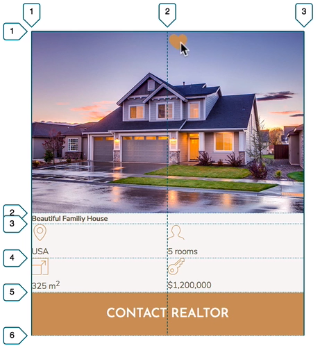 1
2
3
1
2
Beautiful Familly House
3
USA
5 rooms
4
325 m²
$1,200,000
5
CONTACT REALTOR
6